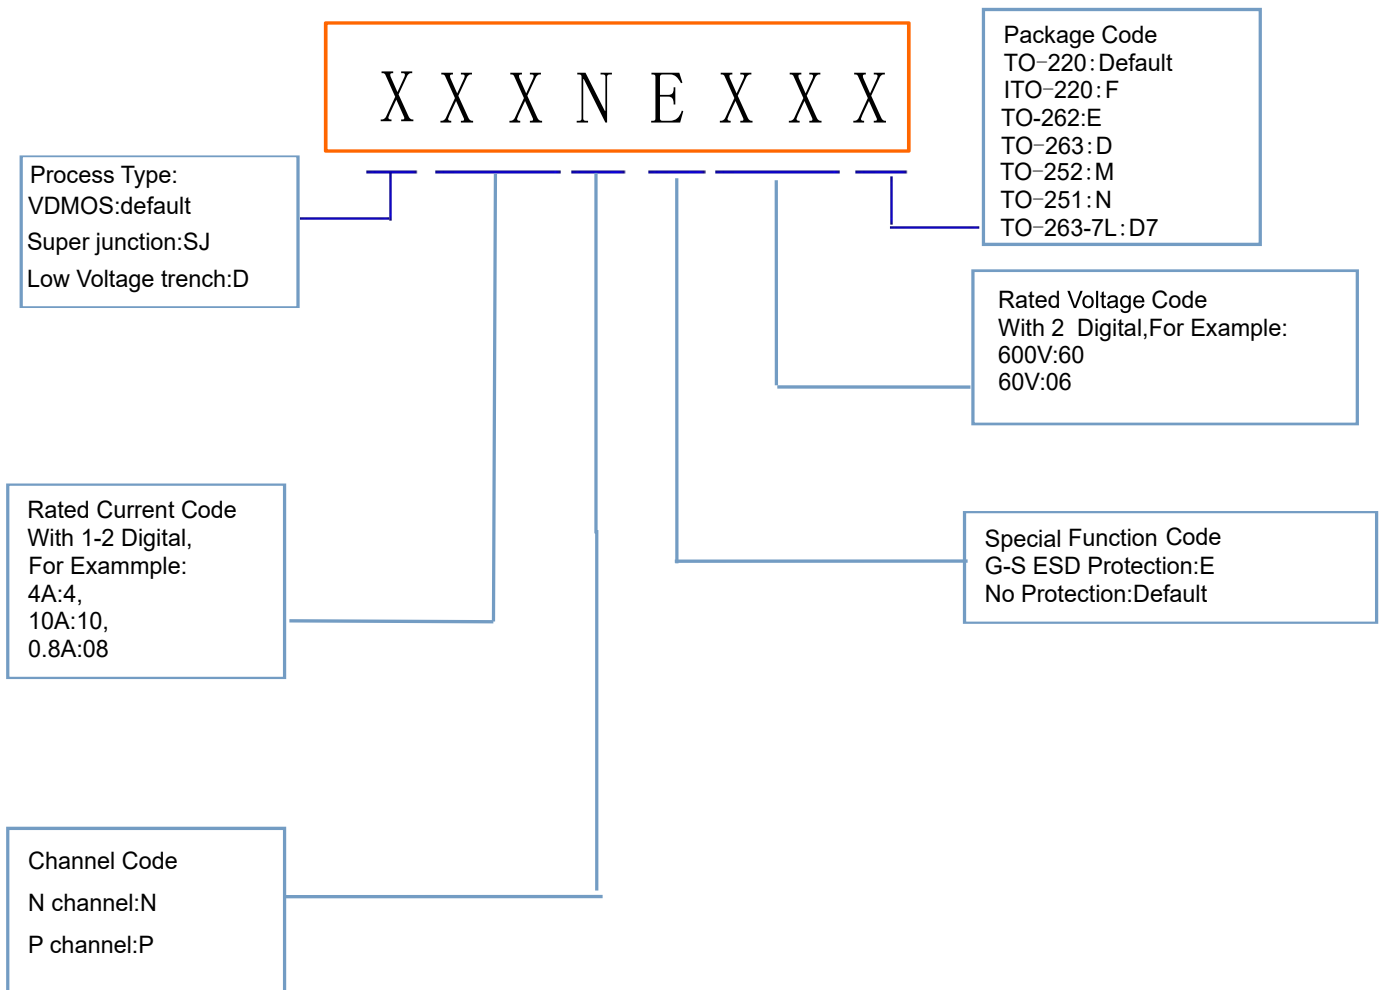 X X X N E X X X
Process Type:
VDMOS:default
Super junction:SJ
Low Voltage trench:D
Package Code
TO-220:Default
ITO-220:F
TO-262:E
TO-263:D
TO-252:M
TO-251:N
TO-263-7L:D7
Rated Voltage Code
With 2 Digital,For Example:
600V:60
60V:06
Rated Current Code
With 1-2 Digital,
For Exammple:
4A:4,
10A:10,
0.8A:08
Special Function Code
G-S ESD Protection:E
No Protection:Default
Channel Code
N channel:N
P channel:P